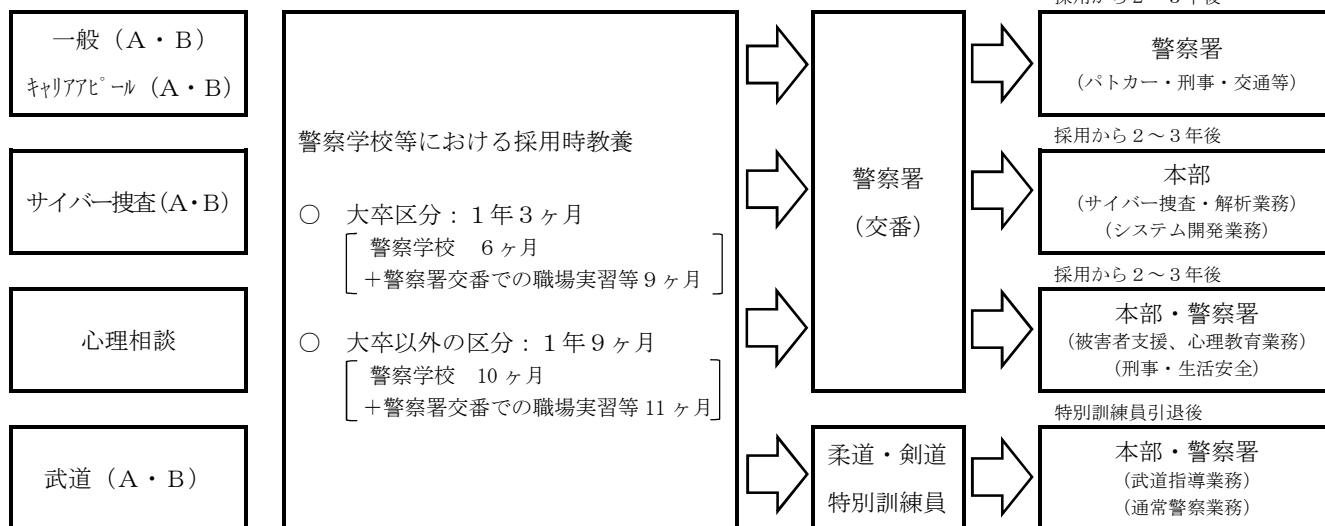 一般（Ａ・Ｂ）
ｷｬﾘｱｱﾋﾟｰﾙ（Ａ・Ｂ）
サイバー捜査（Ａ・Ｂ）
心理相談
武道（Ａ・Ｂ）
警察学校等における採用時教養
○　大卒区分：１年３ヶ月
警察学校　６ヶ月
＋警察署交番での職場実習等９ヶ月
○　大卒以外の区分：１年９ヶ月
警察学校　10 ヶ月
＋警察署交番での職場実習等 11 ヶ月
警察署
（交番）
柔道・剣道
特別訓練員
採用から２～３年後
警察署
（パトカー・刑事・交通等）
採用から２～３年後
本部
（サイバー捜査・解析業務）
（システム開発業務）
採用から２～３年後
本部・警察署
（被害者支援、心理教育業務）
（刑事・生活安全）
特別訓練員引退後
本部・警察署
（武道指導業務）
（通常警察業務）